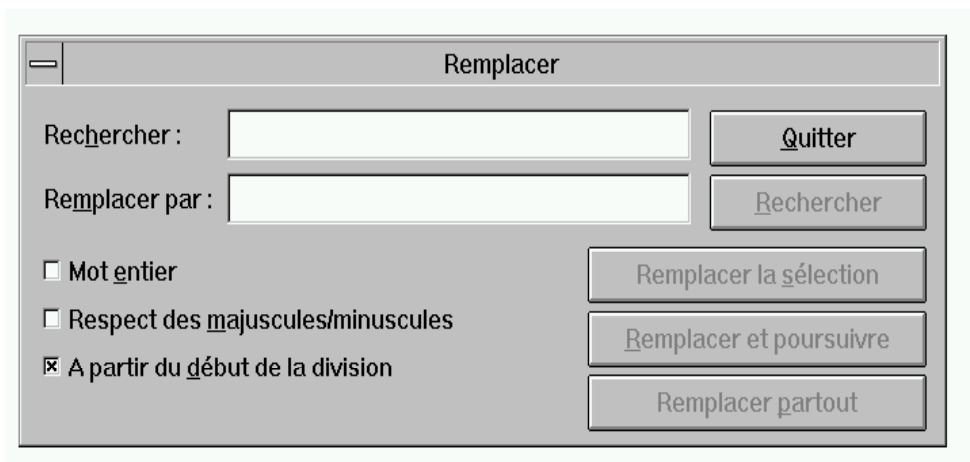 Remplacer
Rechercher :
Quitter
Remplacer par :
Rechercher
Mot entier
Remplacer la sélection
Respect des majuscules/minuscules
Remplacer et poursuivre
A partir du début de la division
Remplacer partout